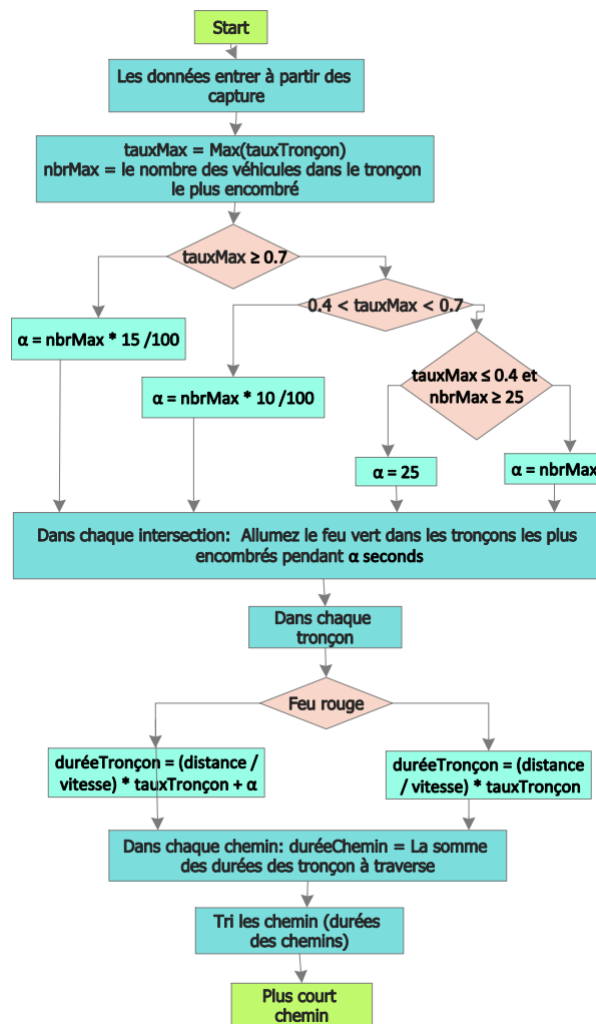 Start
Les données entrer à partir des
capture
tauxMax = Max(tauxTronçon)
nbrMax = le nombre des véhicules dans le tronçon
le plus encombré
tauxMax ≥ 0.7
0.4 < tauxMax < 0.7
α = nbrMax * 15 /100
tauxMax ≤ 0.4 et
nbrMax ≥ 25
α = nbrMax * 10 /100
α = 25
α = nbrMax
Dans chaque intersection: Allumez le feu vert dans les tronçons les plus
encombrés pendant α seconds
Dans chaque
tronçon
Feu rouge
duréeTronçon = (distance /
vitesse) * tauxTronçon + α
duréeTronçon = (distance
/ vitesse) * tauxTronçon
Dans chaque chemin: duréeChemin = La somme
des durées des tronçon à traverse
Tri les chemin (durées
des chemins)
Plus court
chemin